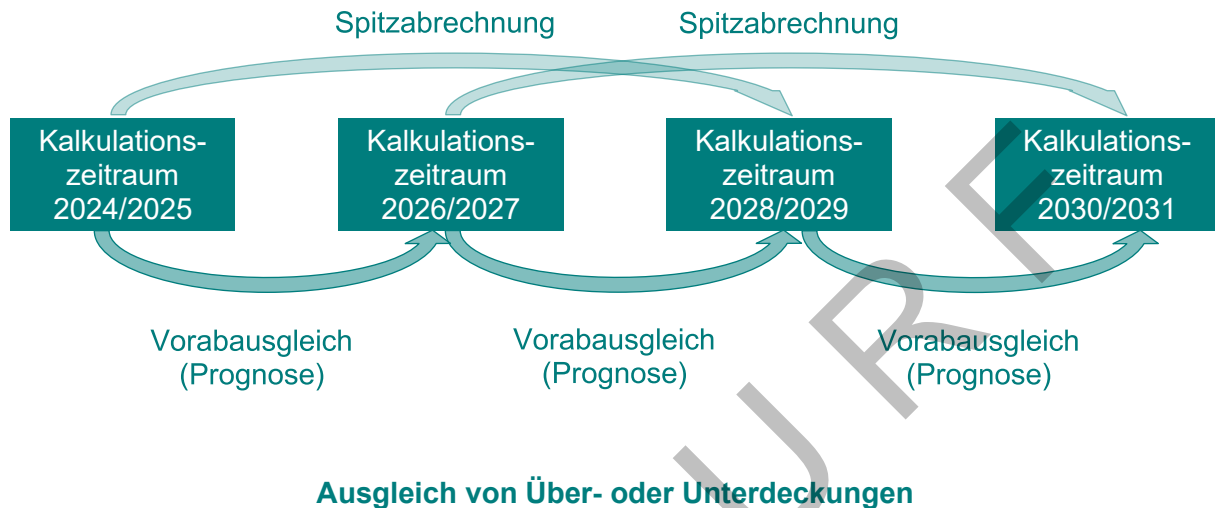 Spitzabrechnung
Spitzabrechnung
Kalkulations-
zeitraum
2024/2025
Kalkulations-
zeitraum
2026/2027
Kalkulations-
zeitraum
2028/2029
Kalkulations-
zeitraum
2030/2031
Vorabausgleich
(Prognose)
Vorabausgleich
(Prognose)
Vorabausgleich
(Prognose)
Ausgleich von Über- oder Unterdeckungen
URF